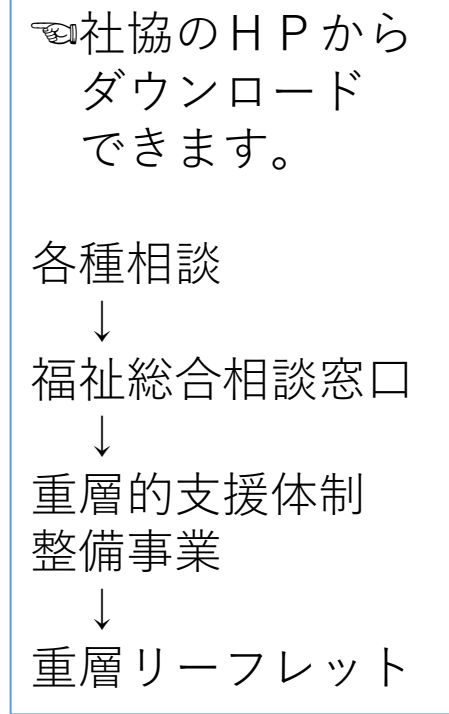 ☜社協のＨＰから
ダウンロード
できます。
各種相談
↓
福祉総合相談窓口
↓
重層的支援体制
整備事業
↓
重層リーフレット